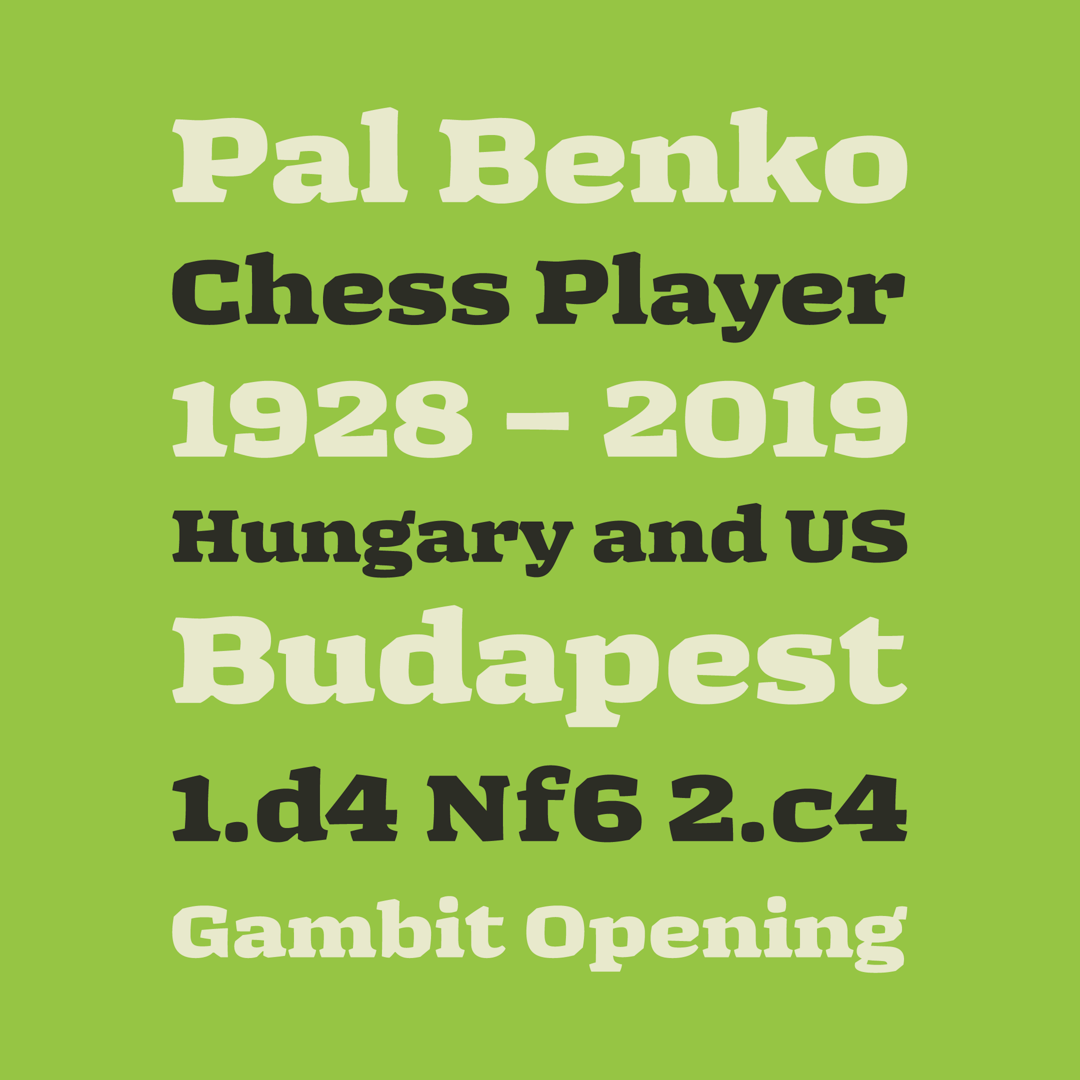 Pal Benko
Chess Player
1928 – 2019
Hungary and US
Budapest
1.d4 Nf6 2.c4
Gambit Opening